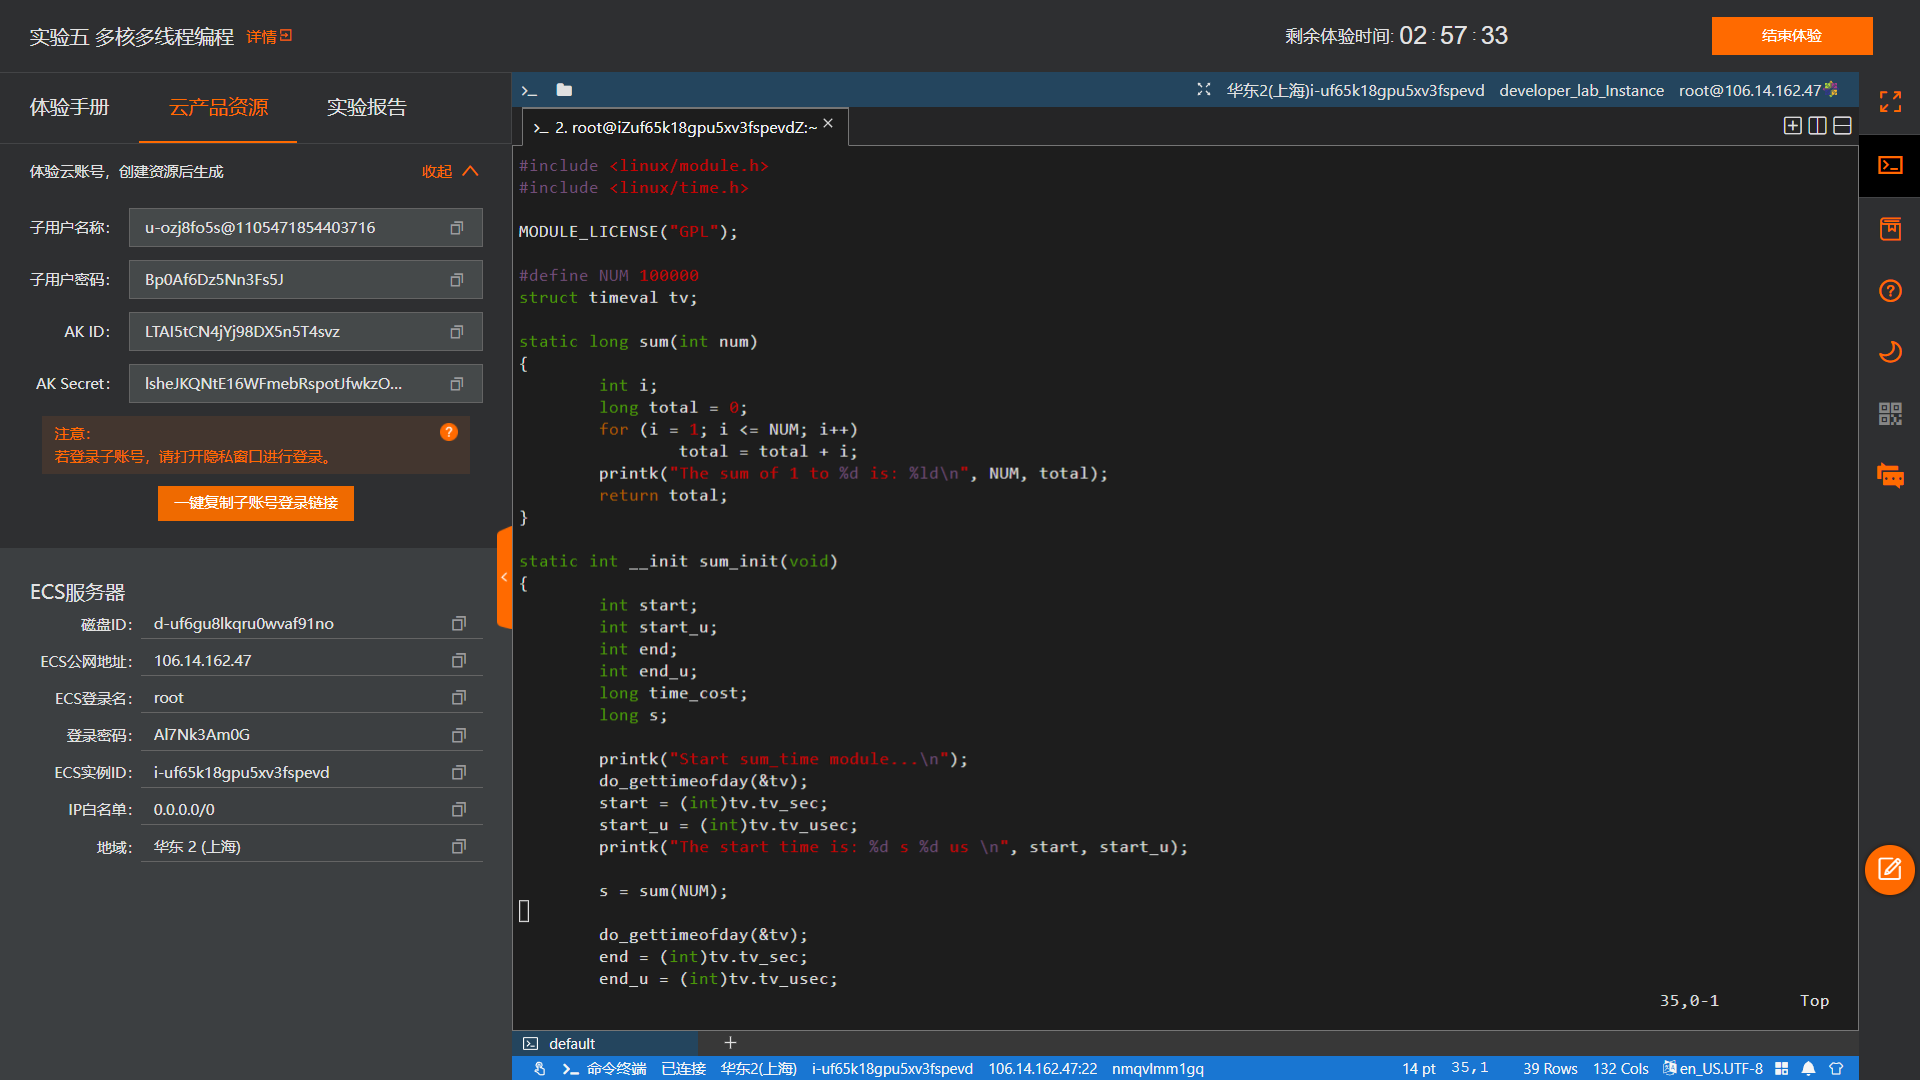 实验五 多核多线程编程 详情
剩余体验时间: 02 : 57 : 33
结束体验
体验手册 云产品资源 实验报告
体验云账号，创建资源后生成 收起
子用户名称： u-ozj8fo5s@1105471854403716
子用户密码： Bp0Af6Dz5Nn3Fs5J
AK ID： LTAI5tCN4jYj98DX5n5T4svz
AK Secret： lsheJKQNtE16WFmebRspotJfwkzO...
注意：
若登录子账号，请打开隐私窗口进行登录。
一键复制子账号登录链接
ECS服务器
磁盘ID： d-uf6gu8lkqru0wvaf91no
ECS公网地址： 106.14.162.47
ECS登录名： root
登录密码： Al7Nk3Am0G
ECS实例ID： i-uf65k18gpu5xv3fspevd
IP白名单： 0.0.0.0/0
地域： 华东 2 (上海)
华东2(上海)i-uf65k18gpu5xv3fspevd developer_lab_Instance root@106.14.162.47
2. root@iZuf65k18gpu5xv3fspevdZ:~
#include <linux/module.h>
#include <linux/time.h>
MODULE_LICENSE("GPL");
#define NUM 100000
struct timeval tv;
static long sum(int num)
{
int i;
long total = 0;
for (i = 1; i <= NUM; i++)
total = total + i;
printk("The sum of 1 to %d is: %ld\n", NUM, total);
return total;
}
static int __init sum_init(void)
{
int start;
int start_u;
int end;
int end_u;
long time_cost;
long s;
printk("Start sum_time module...\n");
do_gettimeofday(&tv);
start = (int)tv.tv_sec;
start_u = (int)tv.tv_usec;
printk("The start time is: %d s %d us \n", start, start_u);
s = sum(NUM);
do_gettimeofday(&tv);
end = (int)tv.tv_sec;
end_u = (int)tv.tv_usec;
35,0-1 Top
default
命令终端 已连接 华东2(上海) i-uf65k18gpu5xv3fspevd 106.14.162.47:22 nmqvlmm1gq 14 pt 35,1 39 Rows 132 Cols en_US.UTF-8